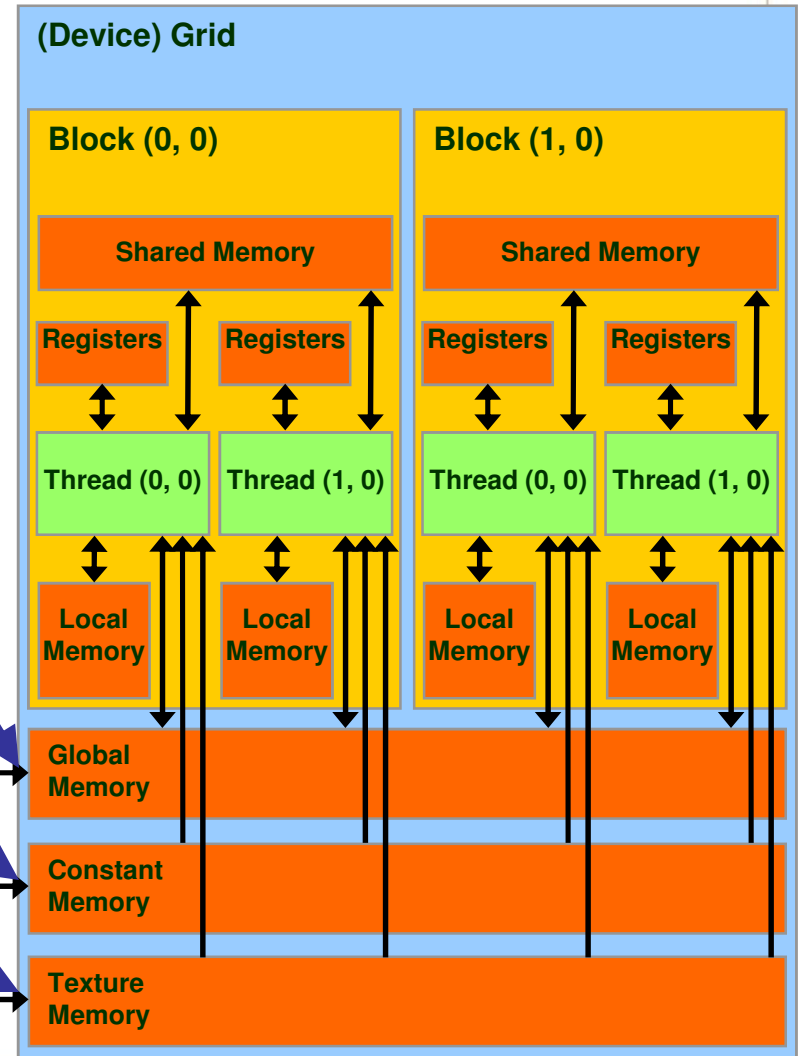 (Device) Grid
Block (0, 0)
Block (1, 0)
Shared Memory
Shared Memory
Registers
Registers
Registers
Registers
Thread (0, 0)
Thread (1, 0)
Thread (0, 0)
Thread (1, 0)
Local
Memory
Local
Memory
Local
Memory
Local
Memory
Global
Memory
Constant
Memory
Texture
Memory